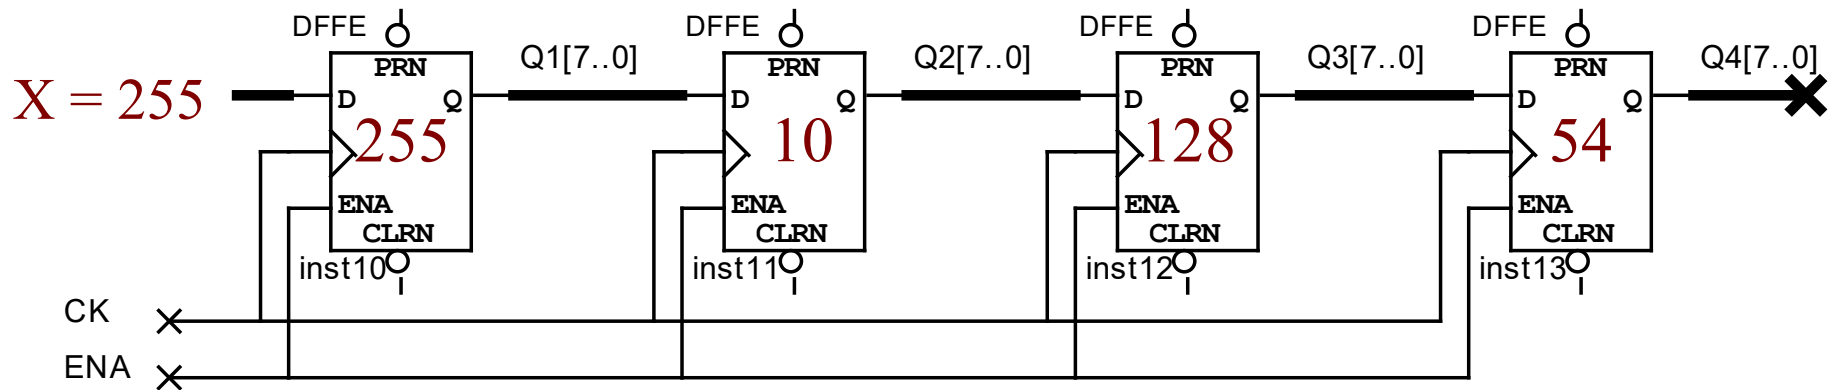 DFFE DFFE DFFE DFFE
PRN Q1[7..0] PRN Q2[7..0] PRN Q3[7..0] PRN Q4[7..0]
X = 255 D Q D Q D Q D Q
255 10 128 54
ENA ENA ENA ENA
CLRN CLRN CLRN CLRN
inst10 inst11 inst12 inst13
CK
ENA